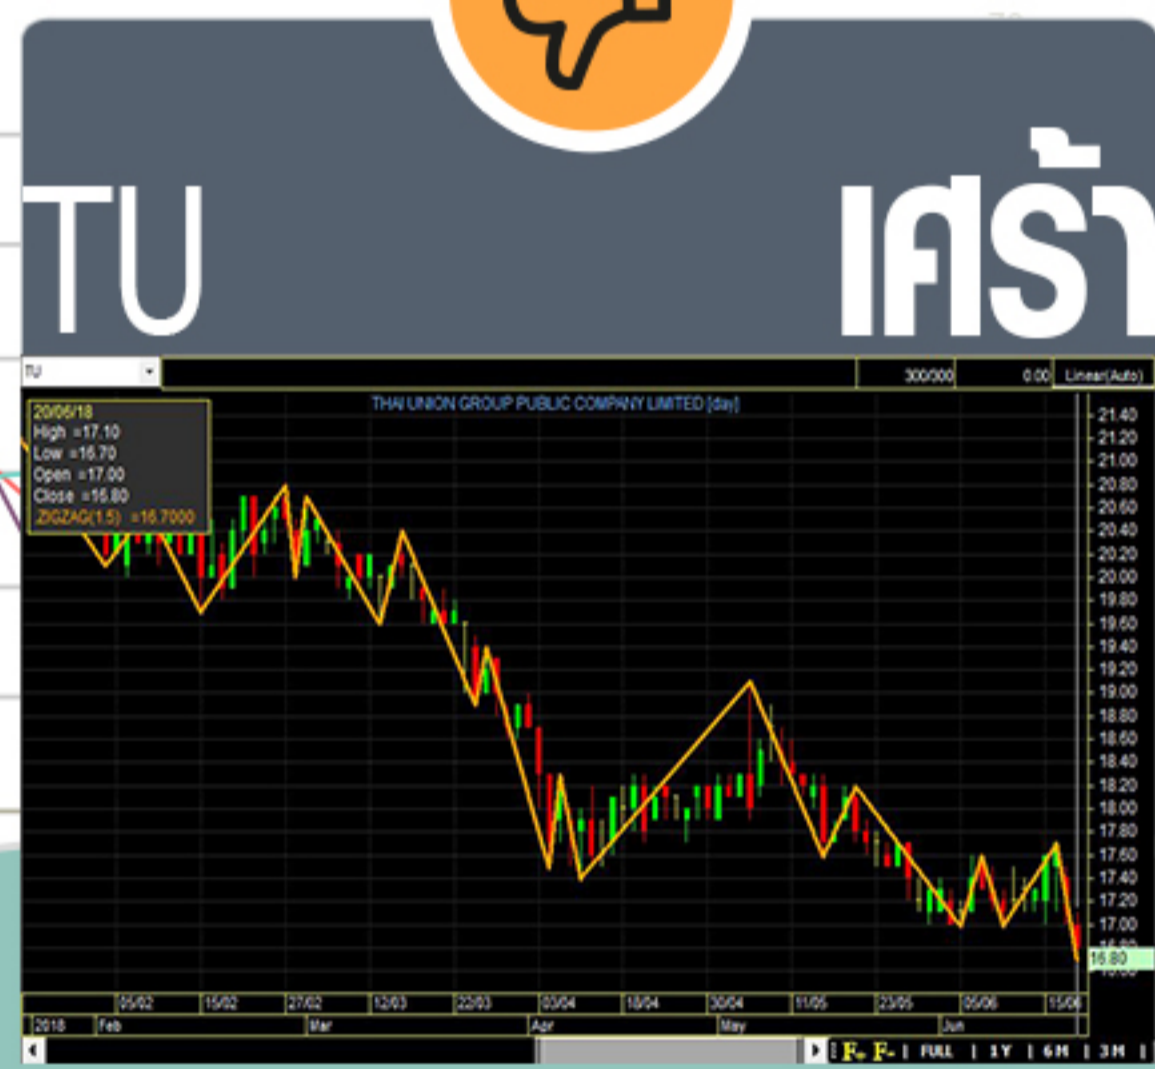 TU
เศร้า
TU
300/300
0.00
Linear(Auto)
THAI UNION GROUP PUBLIC COMPANY LIMITED [day]
20/06/18
High =17.10
Low =16.70
Open =17.00
Close =16.80
ZIGZAG(1.5) =16.7000
21.40
21.20
21.00
20.80
20.60
20.40
20.20
20.00
19.80
19.60
19.40
19.20
19.00
18.80
18.60
18.40
18.20
18.00
17.80
17.60
17.40
17.20
17.00
16.80
05/02 15/02 27/02 12/03 22/03 03/04 18/04 30/04 11/05 23/05 05/06 15/06
2018 Feb Mar Apr May Jun
F+ F- | FULL | 1Y | 6M | 3M |